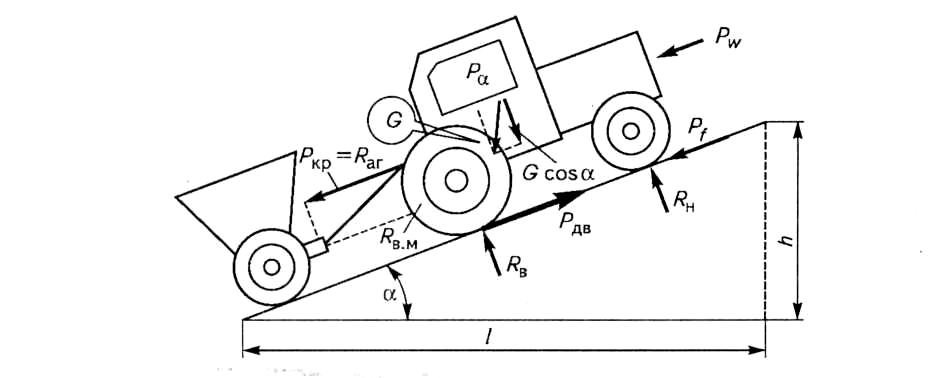 P_w
P_α
G
P_f
P_кр = R_аг
G cos α
R_н
P_дв
R_в.м
h
R_в
α
l